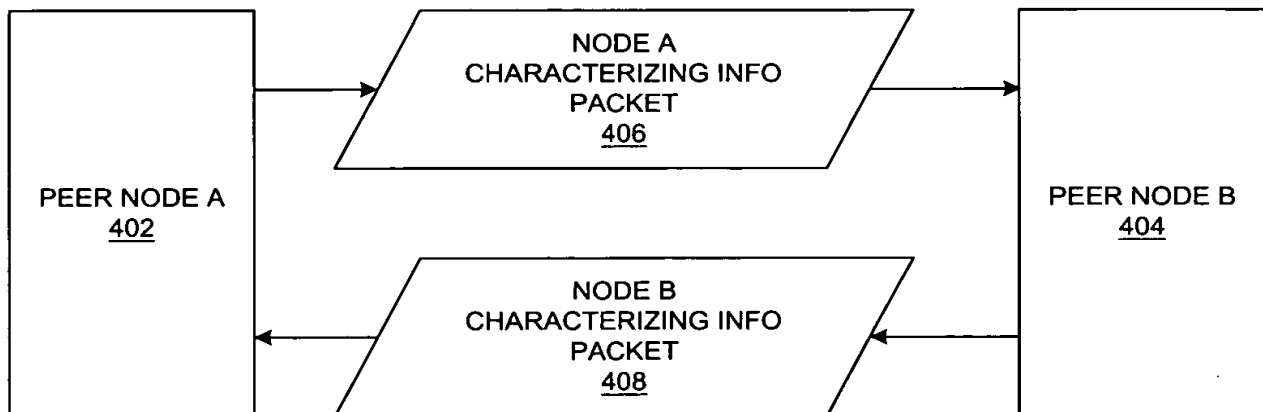 NODE A
CHARACTERIZING INFO
PACKET
406
PEER NODE A
402
PEER NODE B
404
NODE B
CHARACTERIZING INFO
PACKET
408